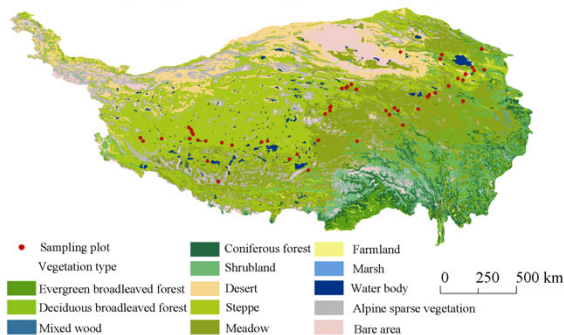 Sampling plot
Vegetation type
Evergreen broadleaved forest
Deciduous broadleaved forest
Mixed wood
Coniferous forest
Shrubland
Desert
Steppe
Meadow
Farmland
Marsh
Water body
Alpine sparse vegetation
Bare area
0 250 500 km